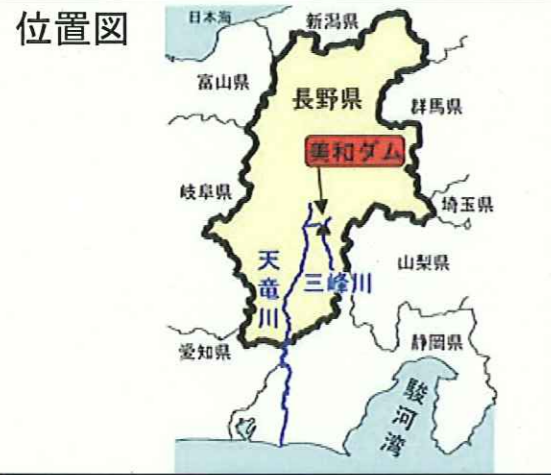 位置図
日本海
新潟県
富山県
長野県
群馬県
美和ダム
岐阜県
埼玉県
天竜川
三峰川
山梨県
愛知県
静岡県
駿河湾